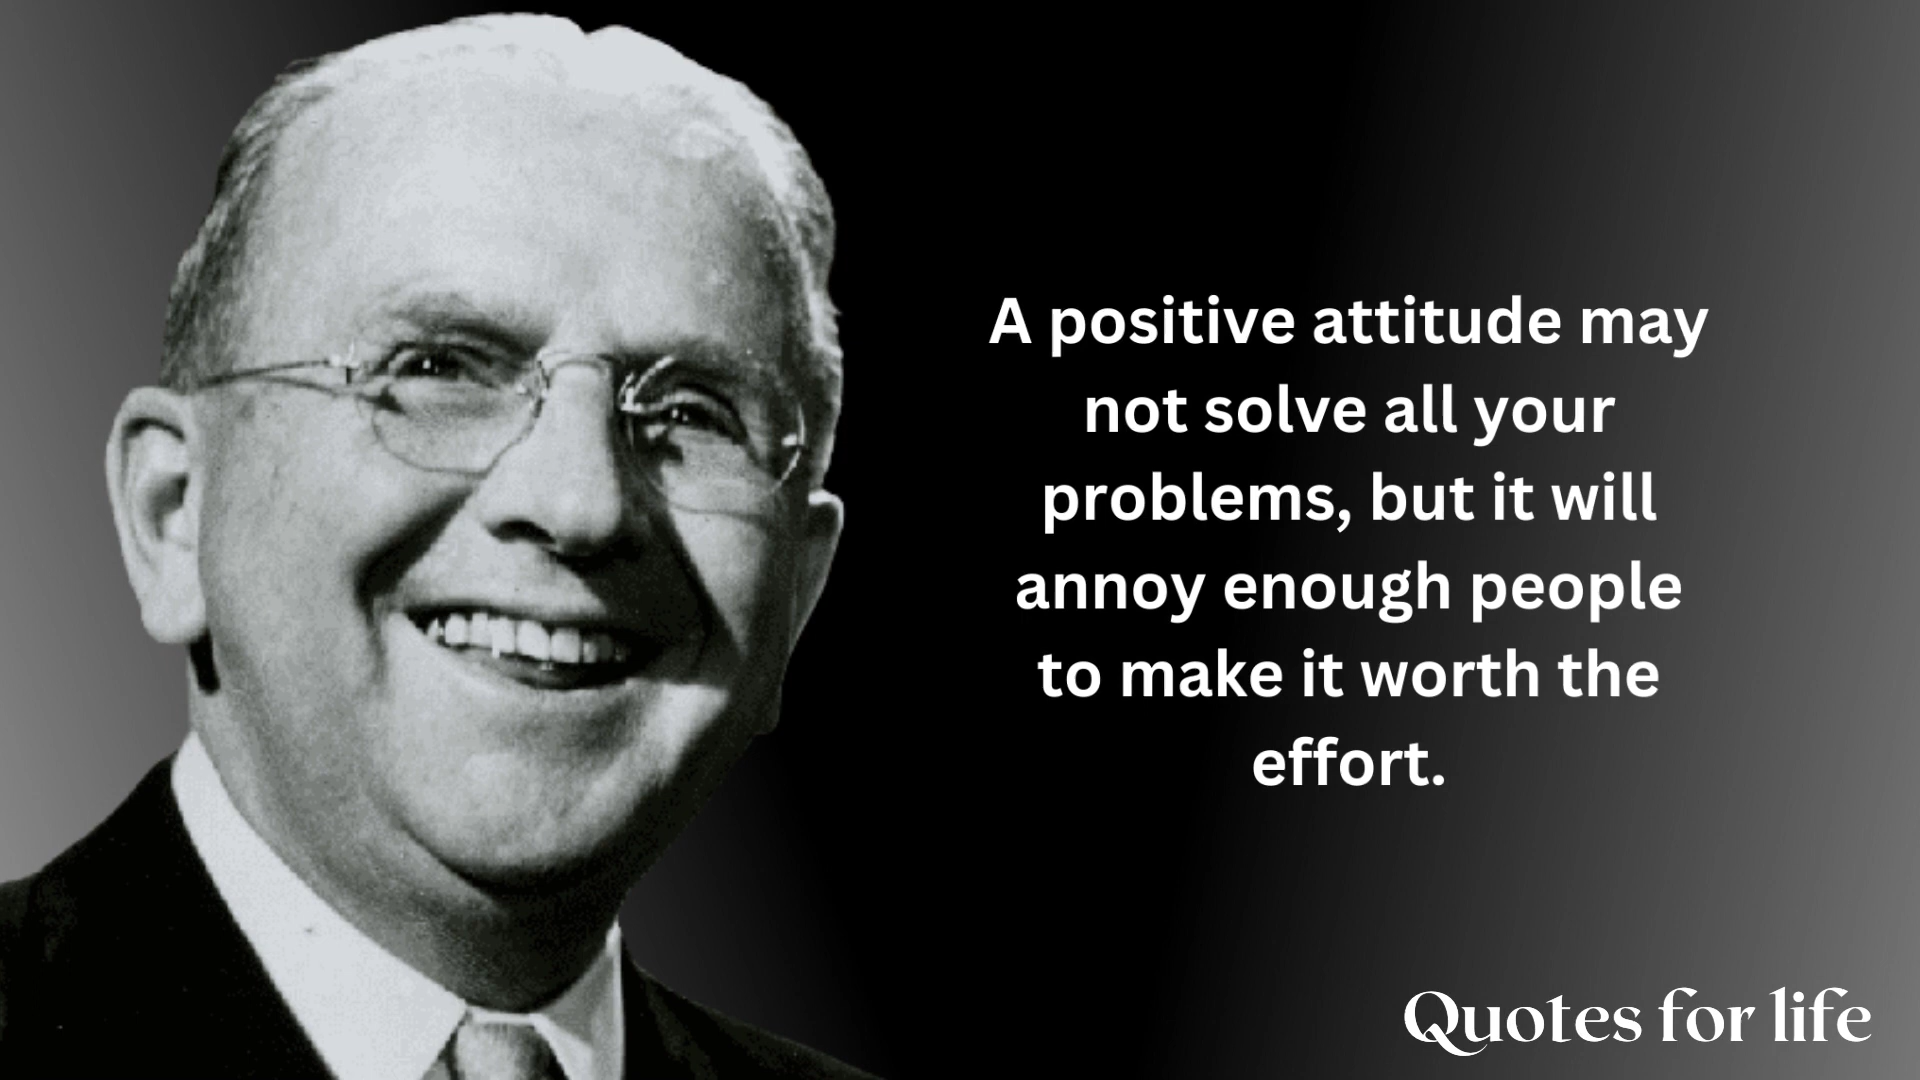 A positive attitude may
not solve all your
problems, but it will
annoy enough people
to make it worth the
effort.
Quotes for life